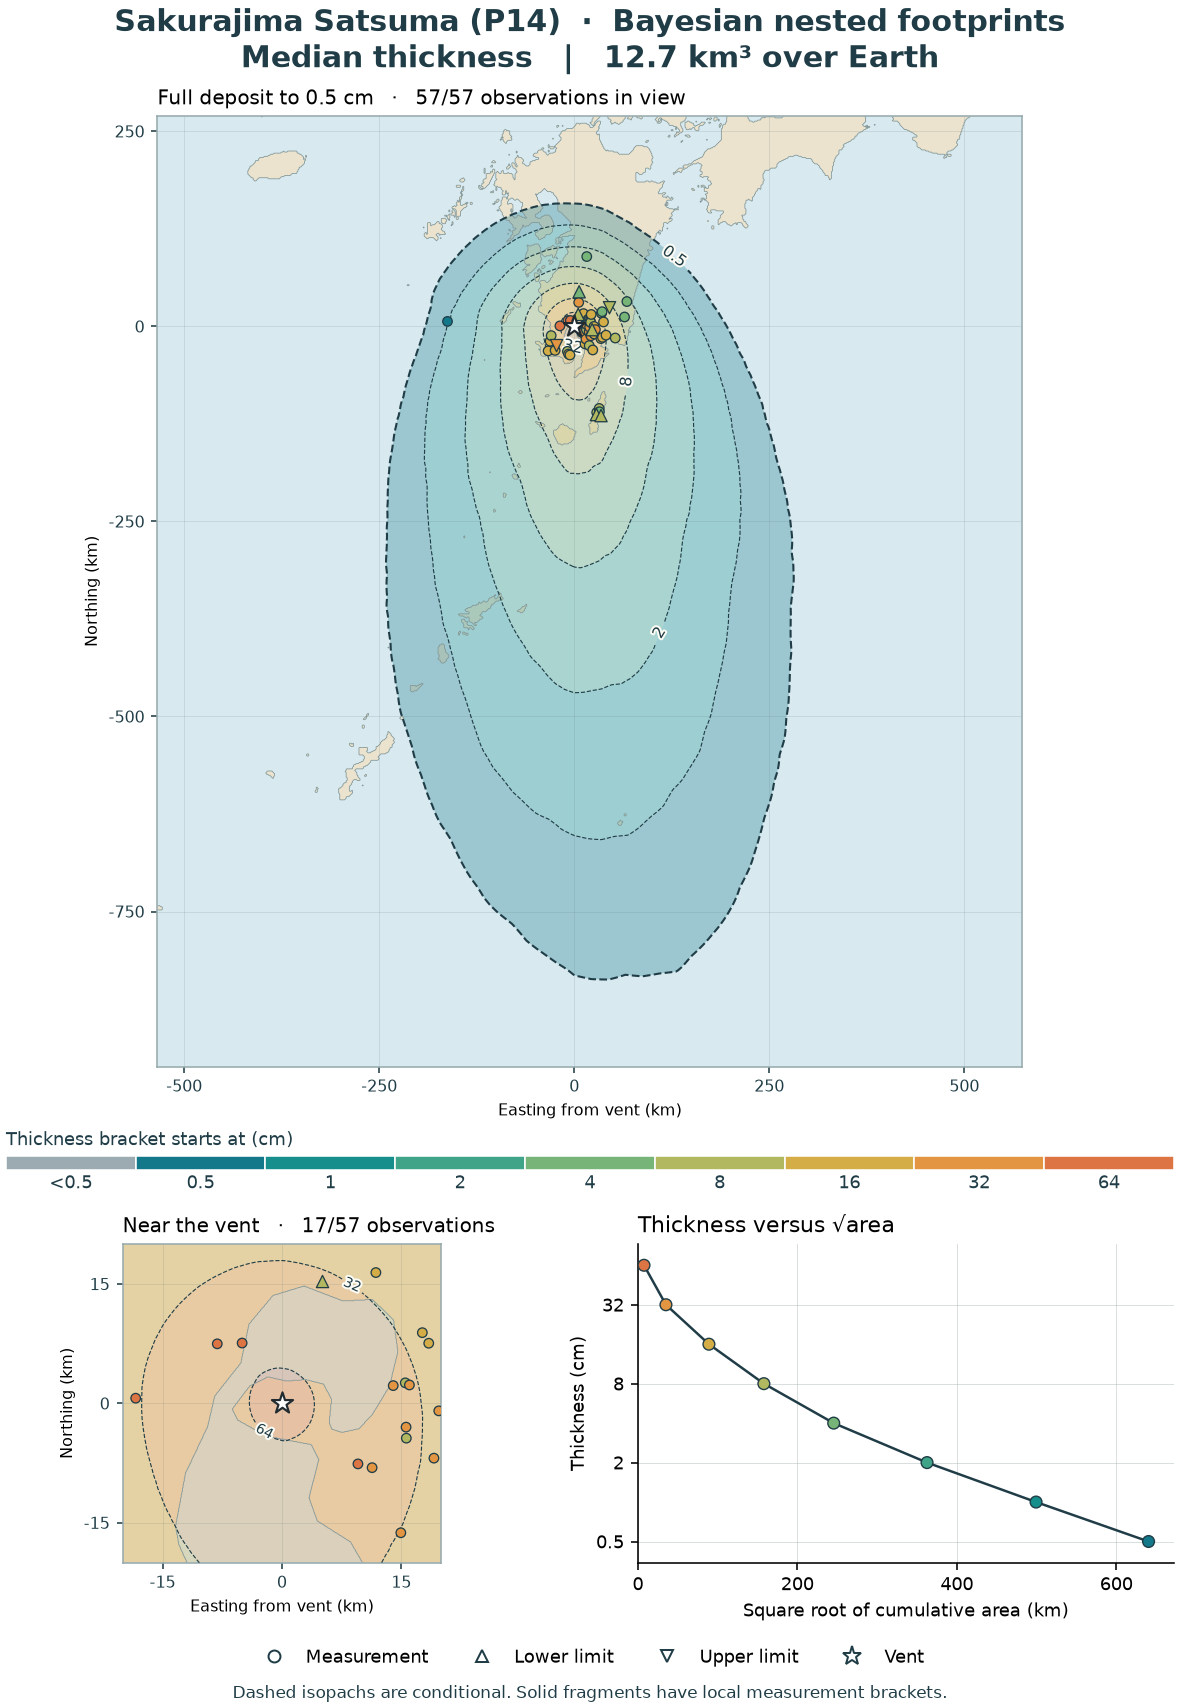 Sakurajima Satsuma (P14)  ·  Bayesian nested footprints
Median thickness   |   12.7 km³ over Earth
Full deposit to 0.5 cm   ·   57/57 observations in view
250
0
-250
-500
-750
Northing (km)
0.5
32
8
2
-500
-250
0
250
500
Easting from vent (km)
Thickness bracket starts at (cm)
<0.5
0.5
1
2
4
8
16
32
64
Near the vent   ·   17/57 observations
15
0
-15
Northing (km)
32
64
-15
0
15
Easting from vent (km)
Thickness versus √area
32
8
2
0.5
Thickness (cm)
0
200
400
600
Square root of cumulative area (km)
Measurement
Lower limit
Upper limit
Vent
Dashed isopachs are conditional. Solid fragments have local measurement brackets.